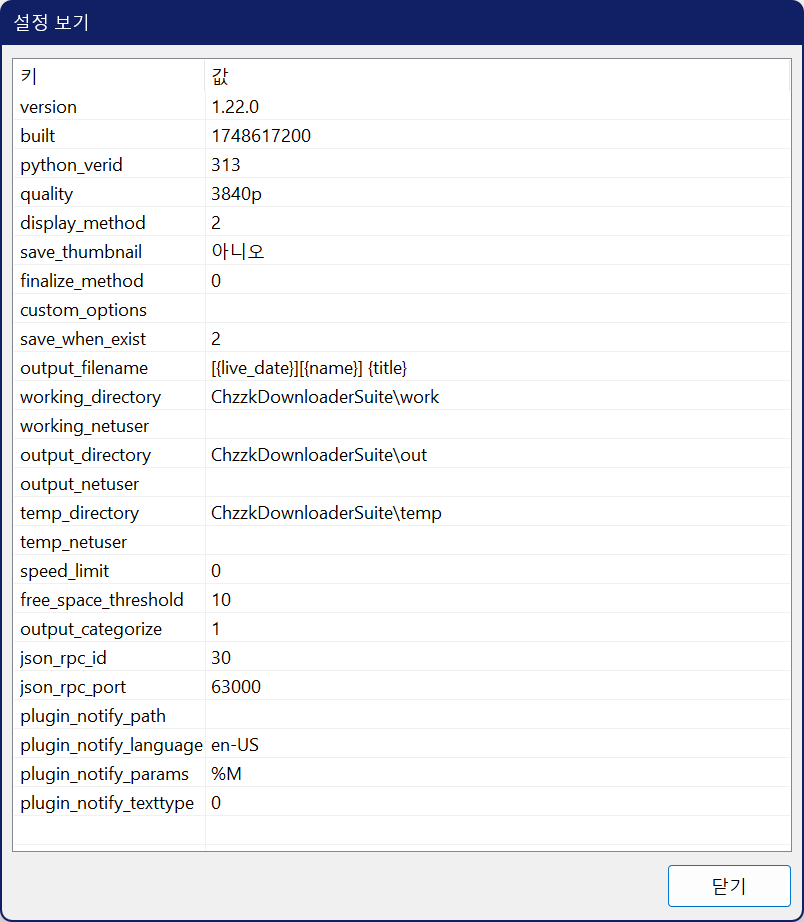 설정 보기
키 값
version 1.22.0
built 1748617200
python_verid 313
quality 3840p
display_method 2
save_thumbnail 아니오
finalize_method 0
custom_options
save_when_exist 2
output_filename [{live_date}][{name}] {title}
working_directory ChzzkDownloaderSuite\work
working_netuser
output_directory ChzzkDownloaderSuite\out
output_netuser
temp_directory ChzzkDownloaderSuite\temp
temp_netuser
speed_limit 0
free_space_threshold 10
output_categorize 1
json_rpc_id 30
json_rpc_port 63000
plugin_notify_path
plugin_notify_language en-US
plugin_notify_params %M
plugin_notify_texttype 0
닫기